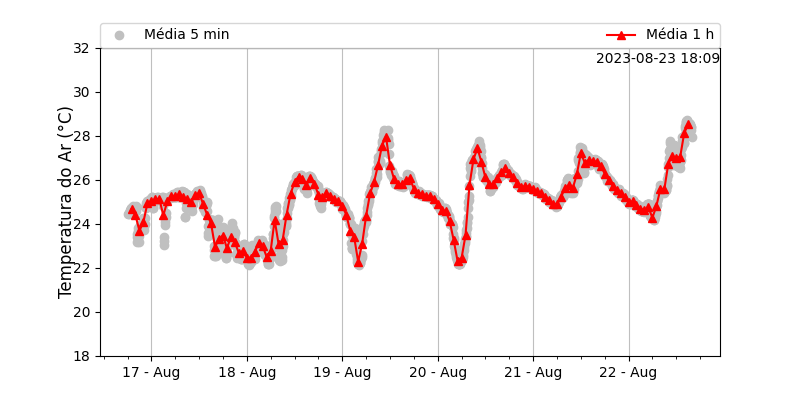 Média 5 min
Média 1 h
2023-08-23 18:09
Temperatura do Ar (°C)
32
30
28
26
24
22
20
18
17 - Aug
18 - Aug
19 - Aug
20 - Aug
21 - Aug
22 - Aug